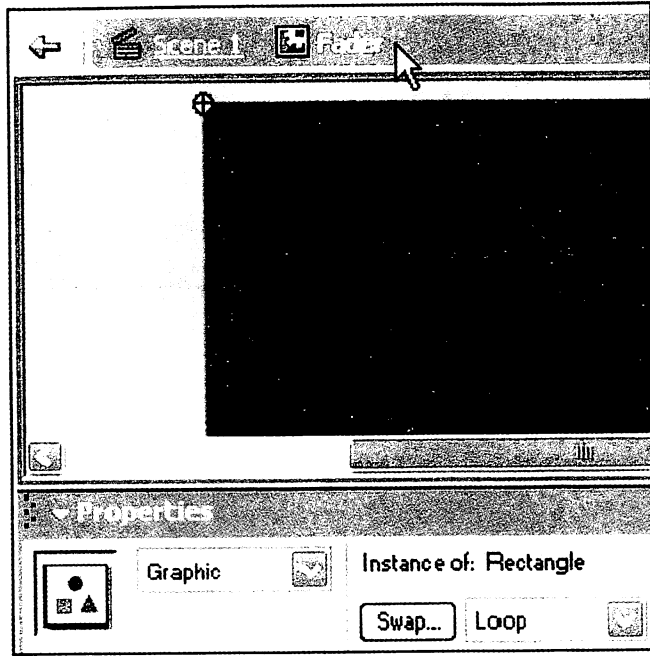 Scene 1 Fader
Properties
Graphic
Instance of: Rectangle
Swap... Loop